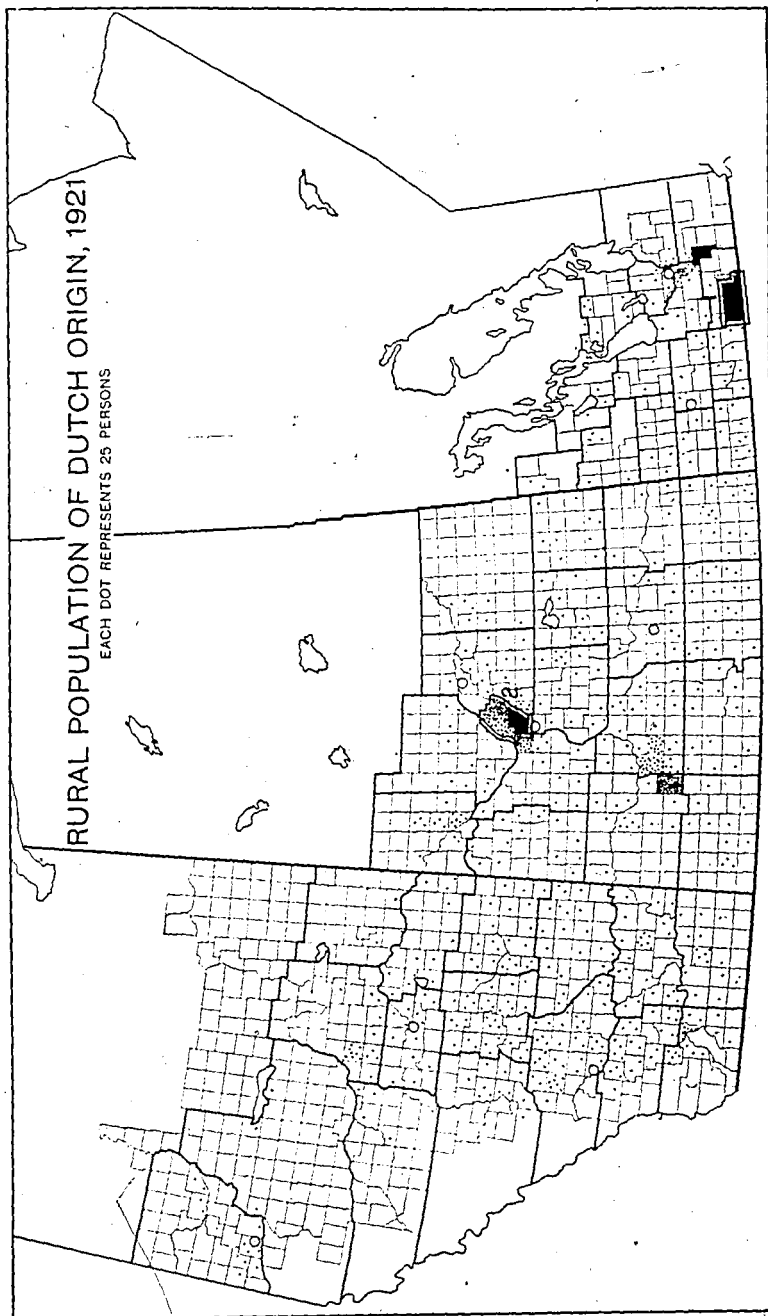 RURAL POPULATION OF DUTCH ORIGIN, 1921
EACH DOT REPRESENTS 25 PERSONS